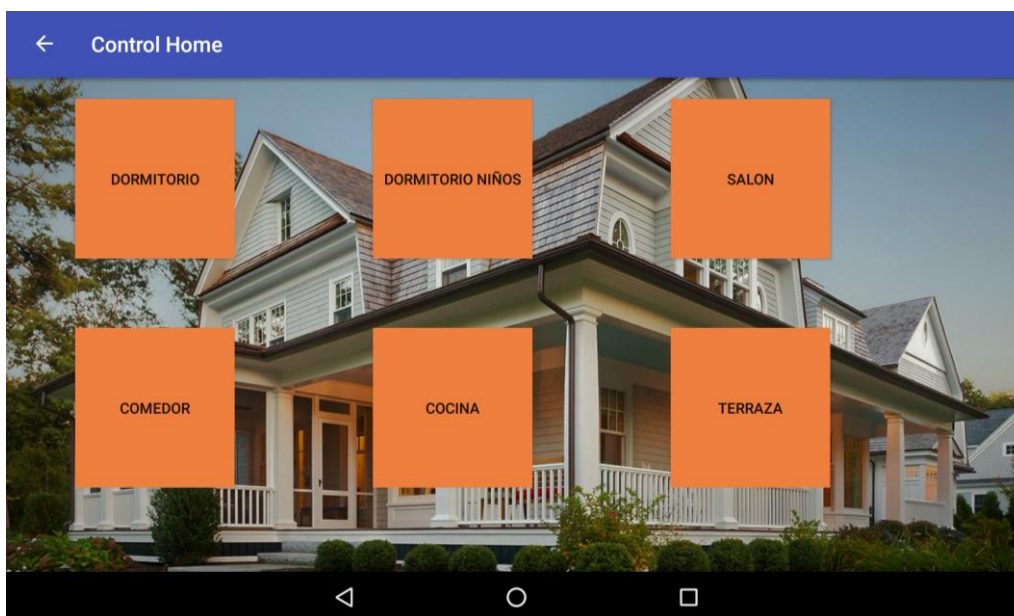 Control Home
DORMITORIO
DORMITORIO NIÑOS
SALON
COMEDOR
COCINA
TERRAZA